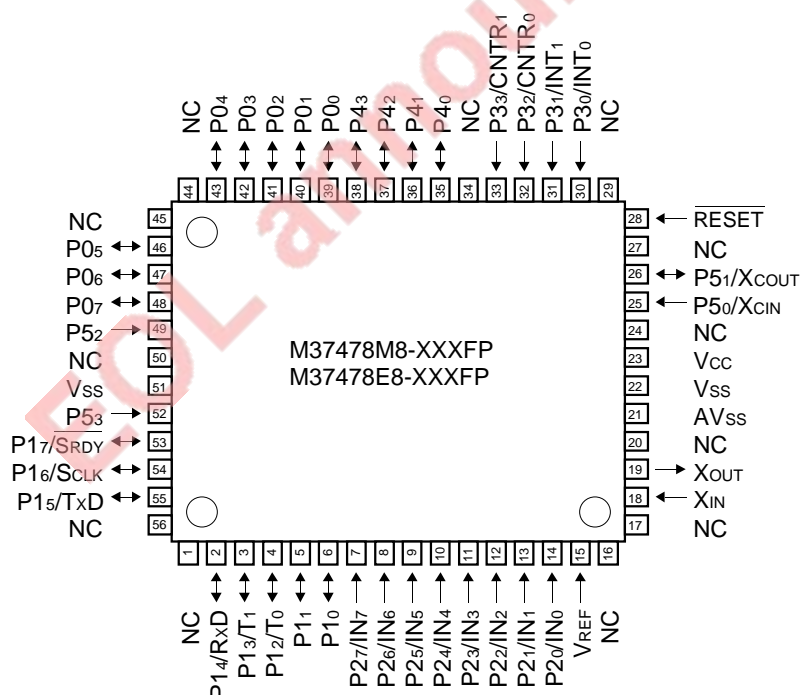 EOL annou
NC
P04
P03
P02
P01
P00
P43
P42
P41
P40
NC
P33/CNTR1
P32/CNTR0
P31/INT1
P30/INT0
NC
44
43
42
41
40
39
38
37
36
35
34
33
32
31
30
29
NC 45
P05 46
P06 47
P07 48
P52 49
NC 50
VSS 51
P53 52
P17/SRDY 53
P16/SCLK 54
P15/TXD 55
NC 56
M37478M8-XXXFP
M37478E8-XXXFP
28 RESET
27 NC
26 P51/XCOUT
25 P50/XCIN
24 NC
23 VCC
22 VSS
21 AVSS
20 NC
19 XOUT
18 XIN
17 NC
1
2
3
4
5
6
7
8
9
10
11
12
13
14
15
16
NC
P14/RXD
P13/T1
P12/T0
P11
P10
P27/IN7
P26/IN6
P25/IN5
P24/IN4
P23/IN3
P22/IN2
P21/IN1
P20/IN0
VREF
NC